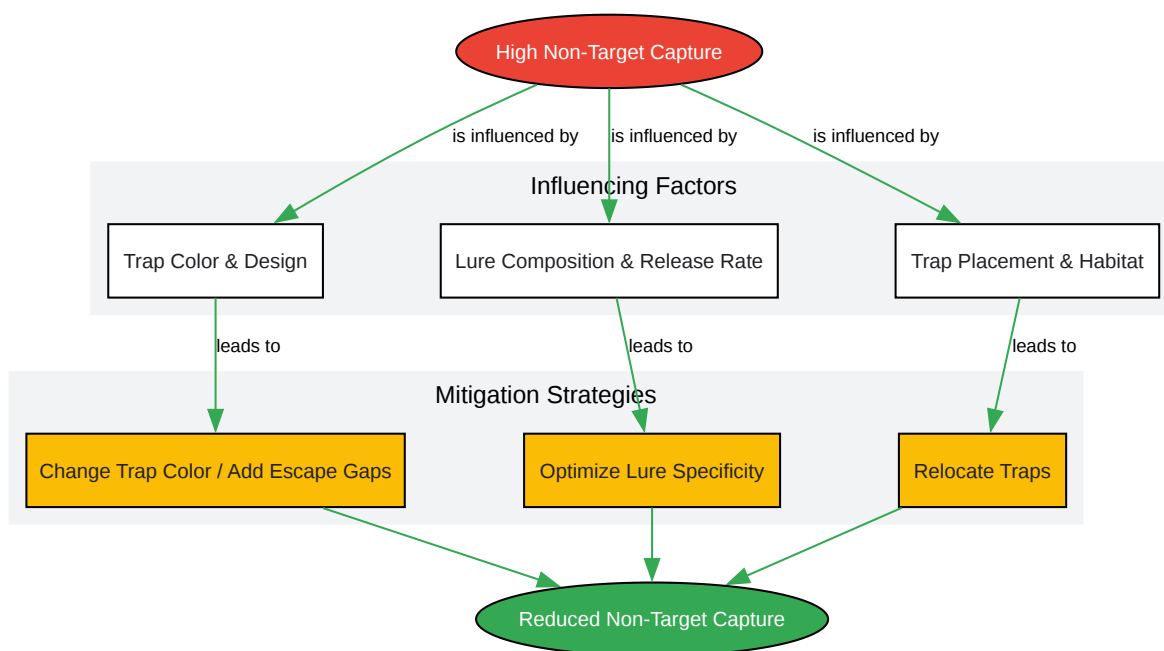 High Non-Target Capture
is influenced by
is influenced by
is influenced by
Influencing Factors
Trap Color & Design
Lure Composition & Release Rate
Trap Placement & Habitat
leads to
leads to
leads to
Mitigation Strategies
Change Trap Color / Add Escape Gaps
Optimize Lure Specificity
Relocate Traps
Reduced Non-Target Capture